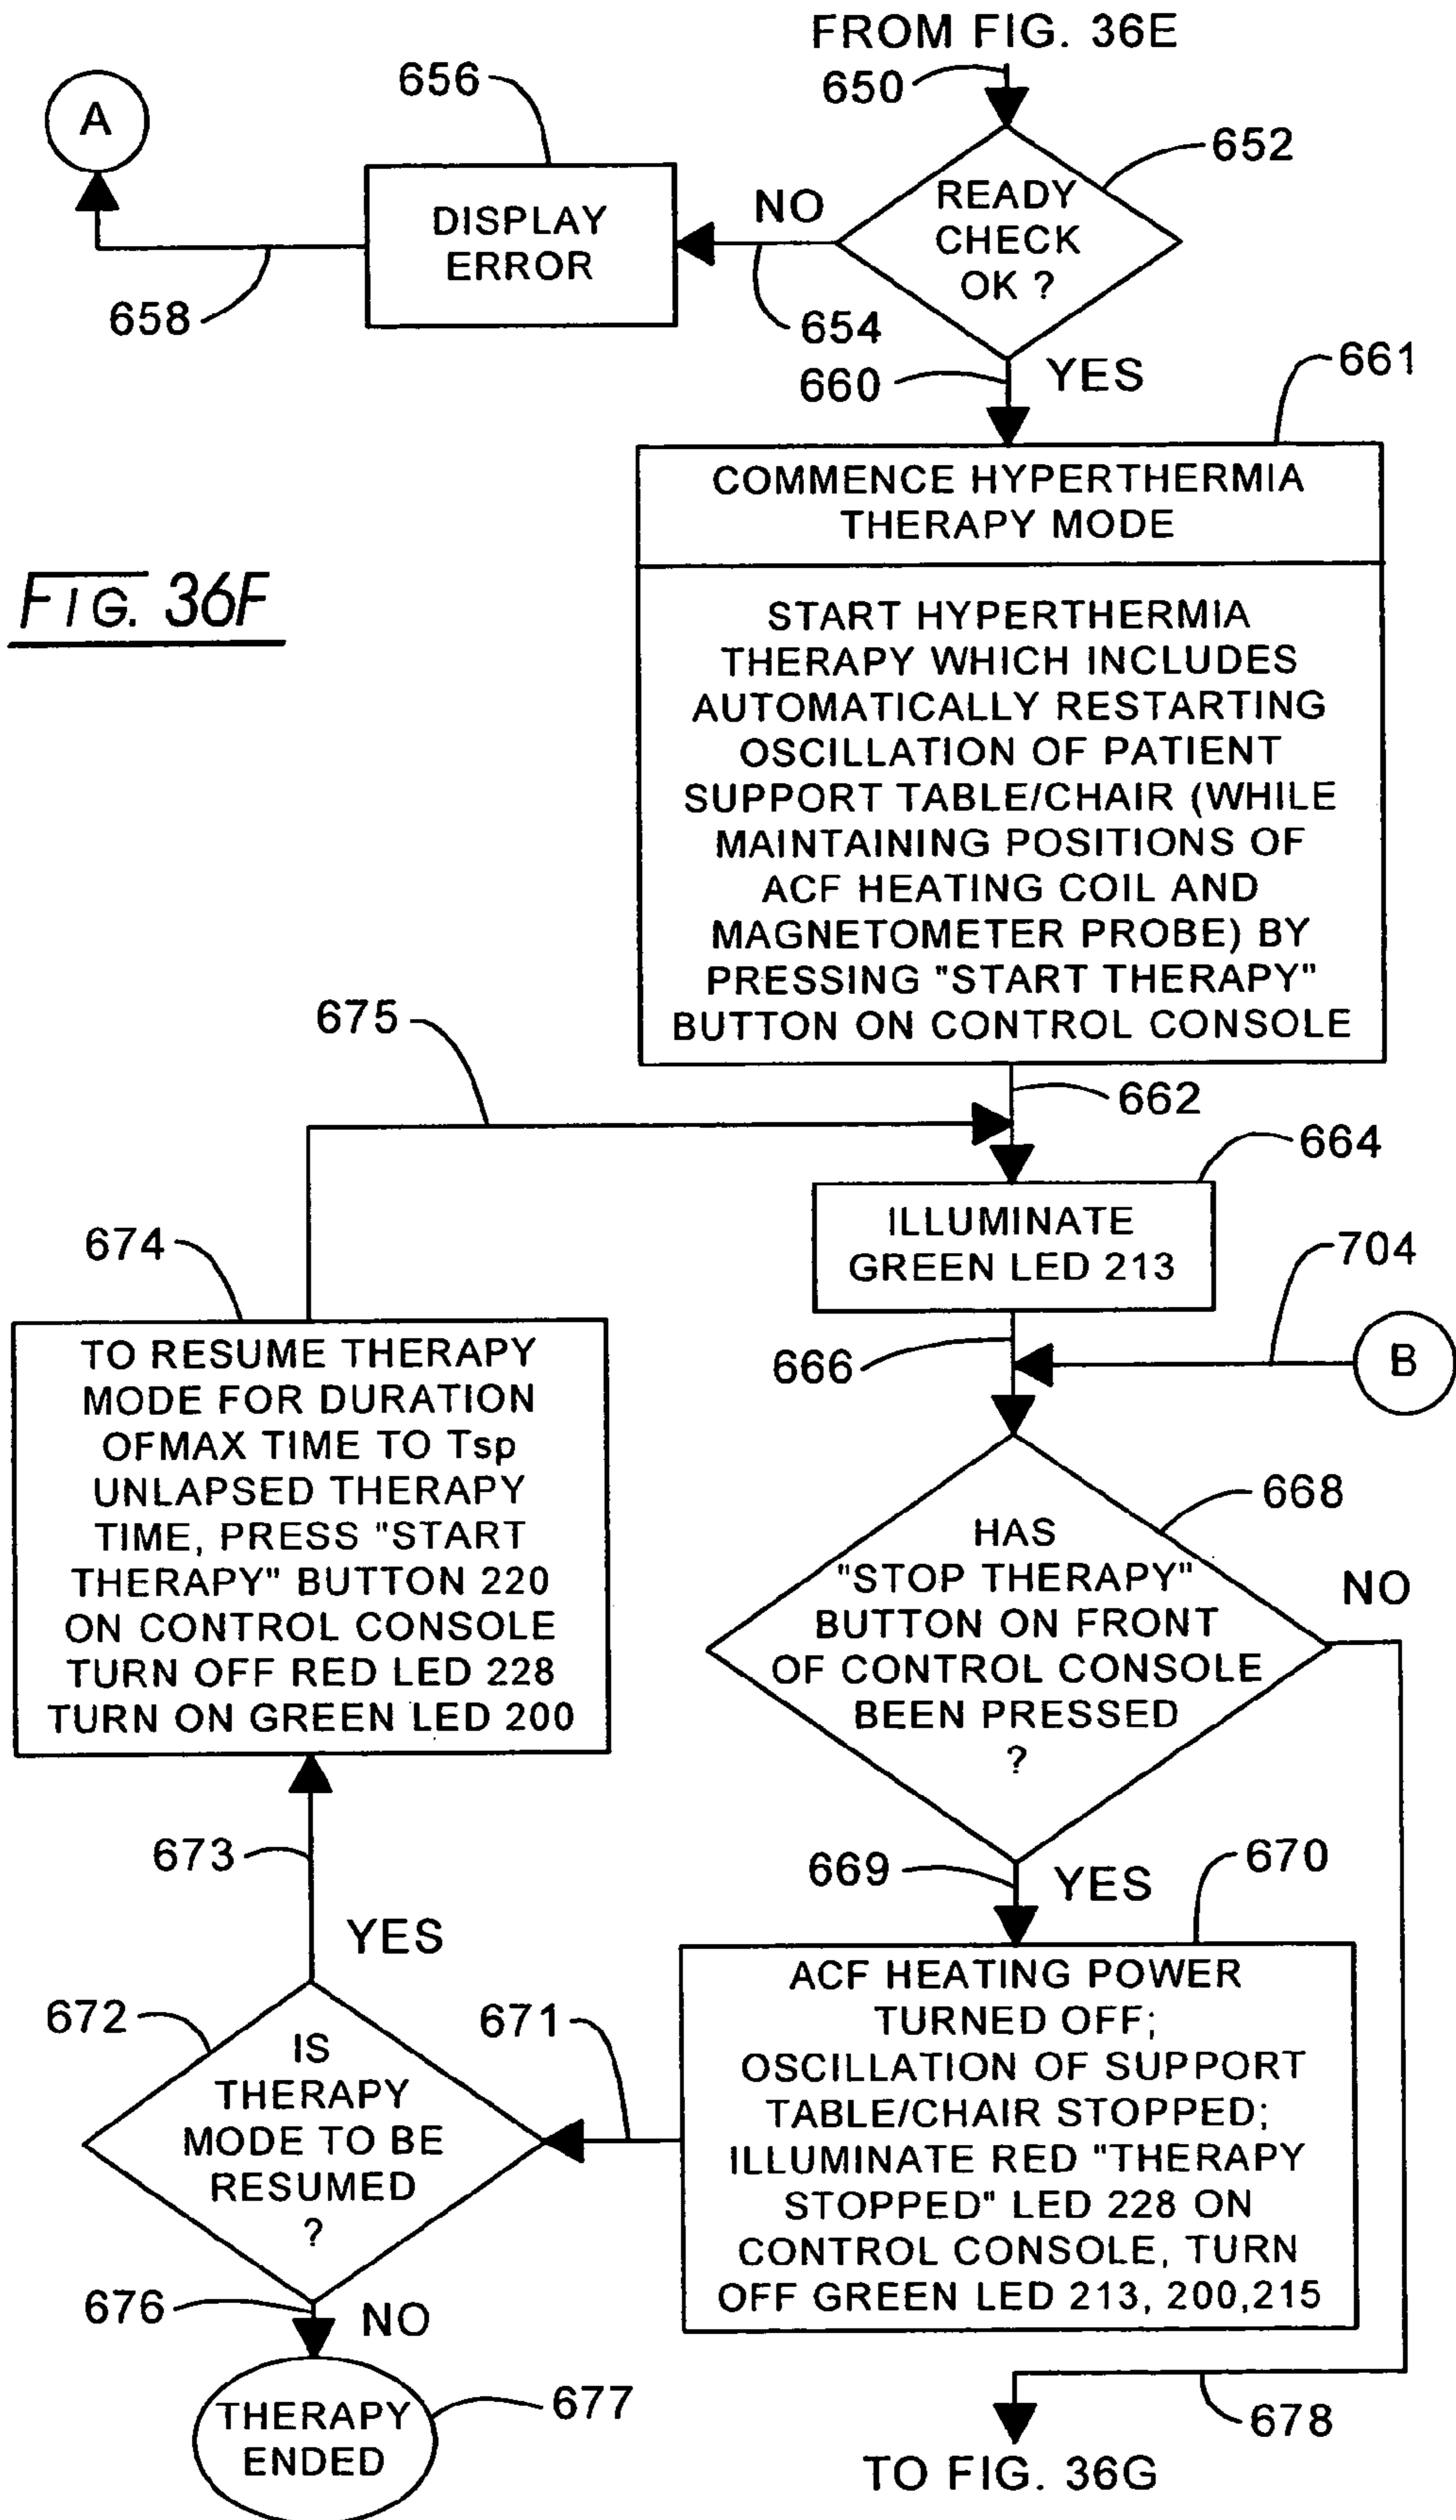 FROM FIG. 36E
650
656
A
652
READY
CHECK
OK ?
NO
DISPLAY
ERROR
658
654
660
YES
661
COMMENCE HYPERTHERMIA
THERAPY MODE
FIG. 36F
START HYPERTHERMIA
THERAPY WHICH INCLUDES
AUTOMATICALLY RESTARTING
OSCILLATION OF PATIENT
SUPPORT TABLE/CHAIR (WHILE
MAINTAINING POSITIONS OF
ACF HEATING COIL AND
MAGNETOMETER PROBE) BY
PRESSING "START THERAPY"
BUTTON ON CONTROL CONSOLE
675
662
664
ILLUMINATE
GREEN LED 213
674
704
666
B
TO RESUME THERAPY
MODE FOR DURATION
OFMAX TIME TO Tsp
UNLAPSED THERAPY
TIME, PRESS "START
THERAPY" BUTTON 220
ON CONTROL CONSOLE
TURN OFF RED LED 228
TURN ON GREEN LED 200
668
HAS
"STOP THERAPY"
BUTTON ON FRONT
OF CONTROL CONSOLE
BEEN PRESSED
?
NO
673
669
YES
670
YES
672
671
IS
THERAPY
MODE TO BE
RESUMED
?
ACF HEATING POWER
TURNED OFF;
OSCILLATION OF SUPPORT
TABLE/CHAIR STOPPED;
ILLUMINATE RED "THERAPY
STOPPED" LED 228 ON
CONTROL CONSOLE, TURN
OFF GREEN LED 213, 200,215
676
NO
THERAPY
ENDED
677
678
TO FIG. 36G